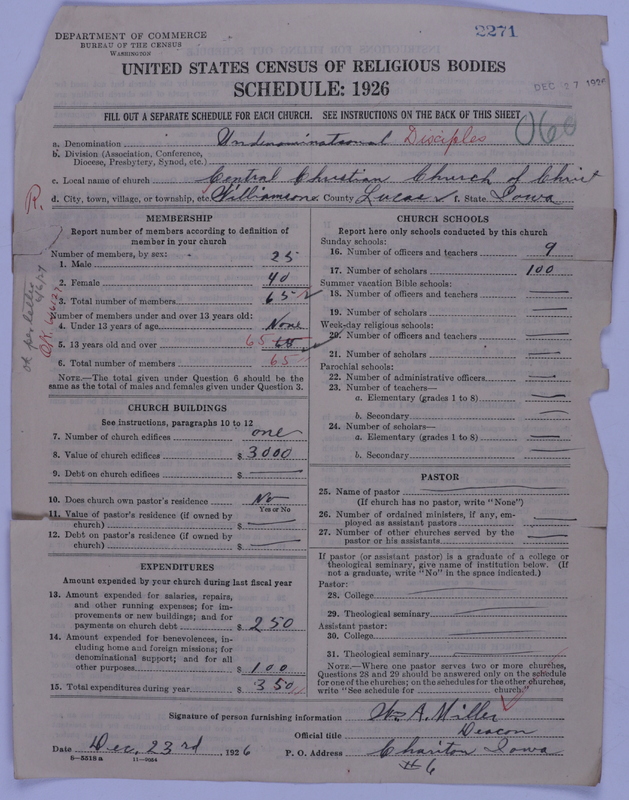 2271
DEPARTMENT OF COMMERCE
BUREAU OF THE CENSUS
WASHINGTON
UNITED STATES CENSUS OF RELIGIOUS BODIES
SCHEDULE: 1926
DEC 27 1926
FILL OUT A SEPARATE SCHEDULE FOR EACH CHURCH. SEE INSTRUCTIONS ON THE BACK OF THIS SHEET
060
a. Denomination Undenominational Disciples
b. Division (Association, Conference, Diocese, Presbytery, Synod, etc.)
c. Local name of church Central Christian Church of Christ
R.
d. City, town, village, or township, etc. Williamson e. County Lucas f. State Iowa
MEMBERSHIP
Report number of members according to definition of
member in your church
Number of members, by sex:
1. Male 25
2. Female 40
3. Total number of members 65
Number of members under and over 13 years old:
4. Under 13 years of age None
5. 13 years old and over 65 65
6. Total number of members 65
NOTE.—The total given under Question 6 should be
same as the total of males and females given under Question 3.
ok per letter
CHURCH BUILDINGS
See instructions, paragraphs 10 to 12
7. Number of church edifices one
8. Value of church edifices $ 3000
9. Debt on church edifices $
10. Does church own pastor's residence No
Yes or No
11. Value of pastor's residence (if owned by
church) $
12. Debt on pastor's residence (if owned by
church) $
EXPENDITURES
Amount expended by your church during last fiscal year
13. Amount expended for salaries, repairs,
and other running expenses; for im-
provements or new buildings; and for
payments on church debt $ 250
14. Amount expended for benevolences, in-
cluding home and foreign missions; for
denominational support; and for all
other purposes $ 100
15. Total expenditures during year $ 350
CHURCH SCHOOLS
Report here only schools conducted by this church
Sunday schools:
16. Number of officers and teachers 9
17. Number of scholars 100
Summer vacation Bible schools:
18. Number of officers and teachers
19. Number of scholars
Week-day religious schools:
20. Number of officers and teachers
21. Number of scholars
Parochial schools:
22. Number of administrative officers
23. Number of teachers—
a. Elementary (grades 1 to 8)
b. Secondary
24. Number of scholars—
a. Elementary (grades 1 to 8)
b. Secondary
PASTOR
25. Name of pastor
(If church has no pastor, write "None")
26. Number of ordained ministers, if any, em-
ployed as assistant pastors
27. Number of other churches served by the
pastor or his assistants
If pastor (or assistant pastor) is a graduate of a college or
theological seminary, give name of institution below. (If
not a graduate, write "No" in the space indicated.)
Pastor:
28. College
29. Theological seminary
Assistant pastor:
30. College
31. Theological seminary
NOTE.—Where one pastor serves two or more churches,
Questions 28 and 29 should be answered only on the schedule
for one of the churches; on the schedules for the other churches,
write "See schedule for church"
Signature of person furnishing information Wm A. Miller
Official title Deacon
Date Dec. 23rd, 1926 P. O. Address Chariton Iowa
8—5518 a 11—9064 #6